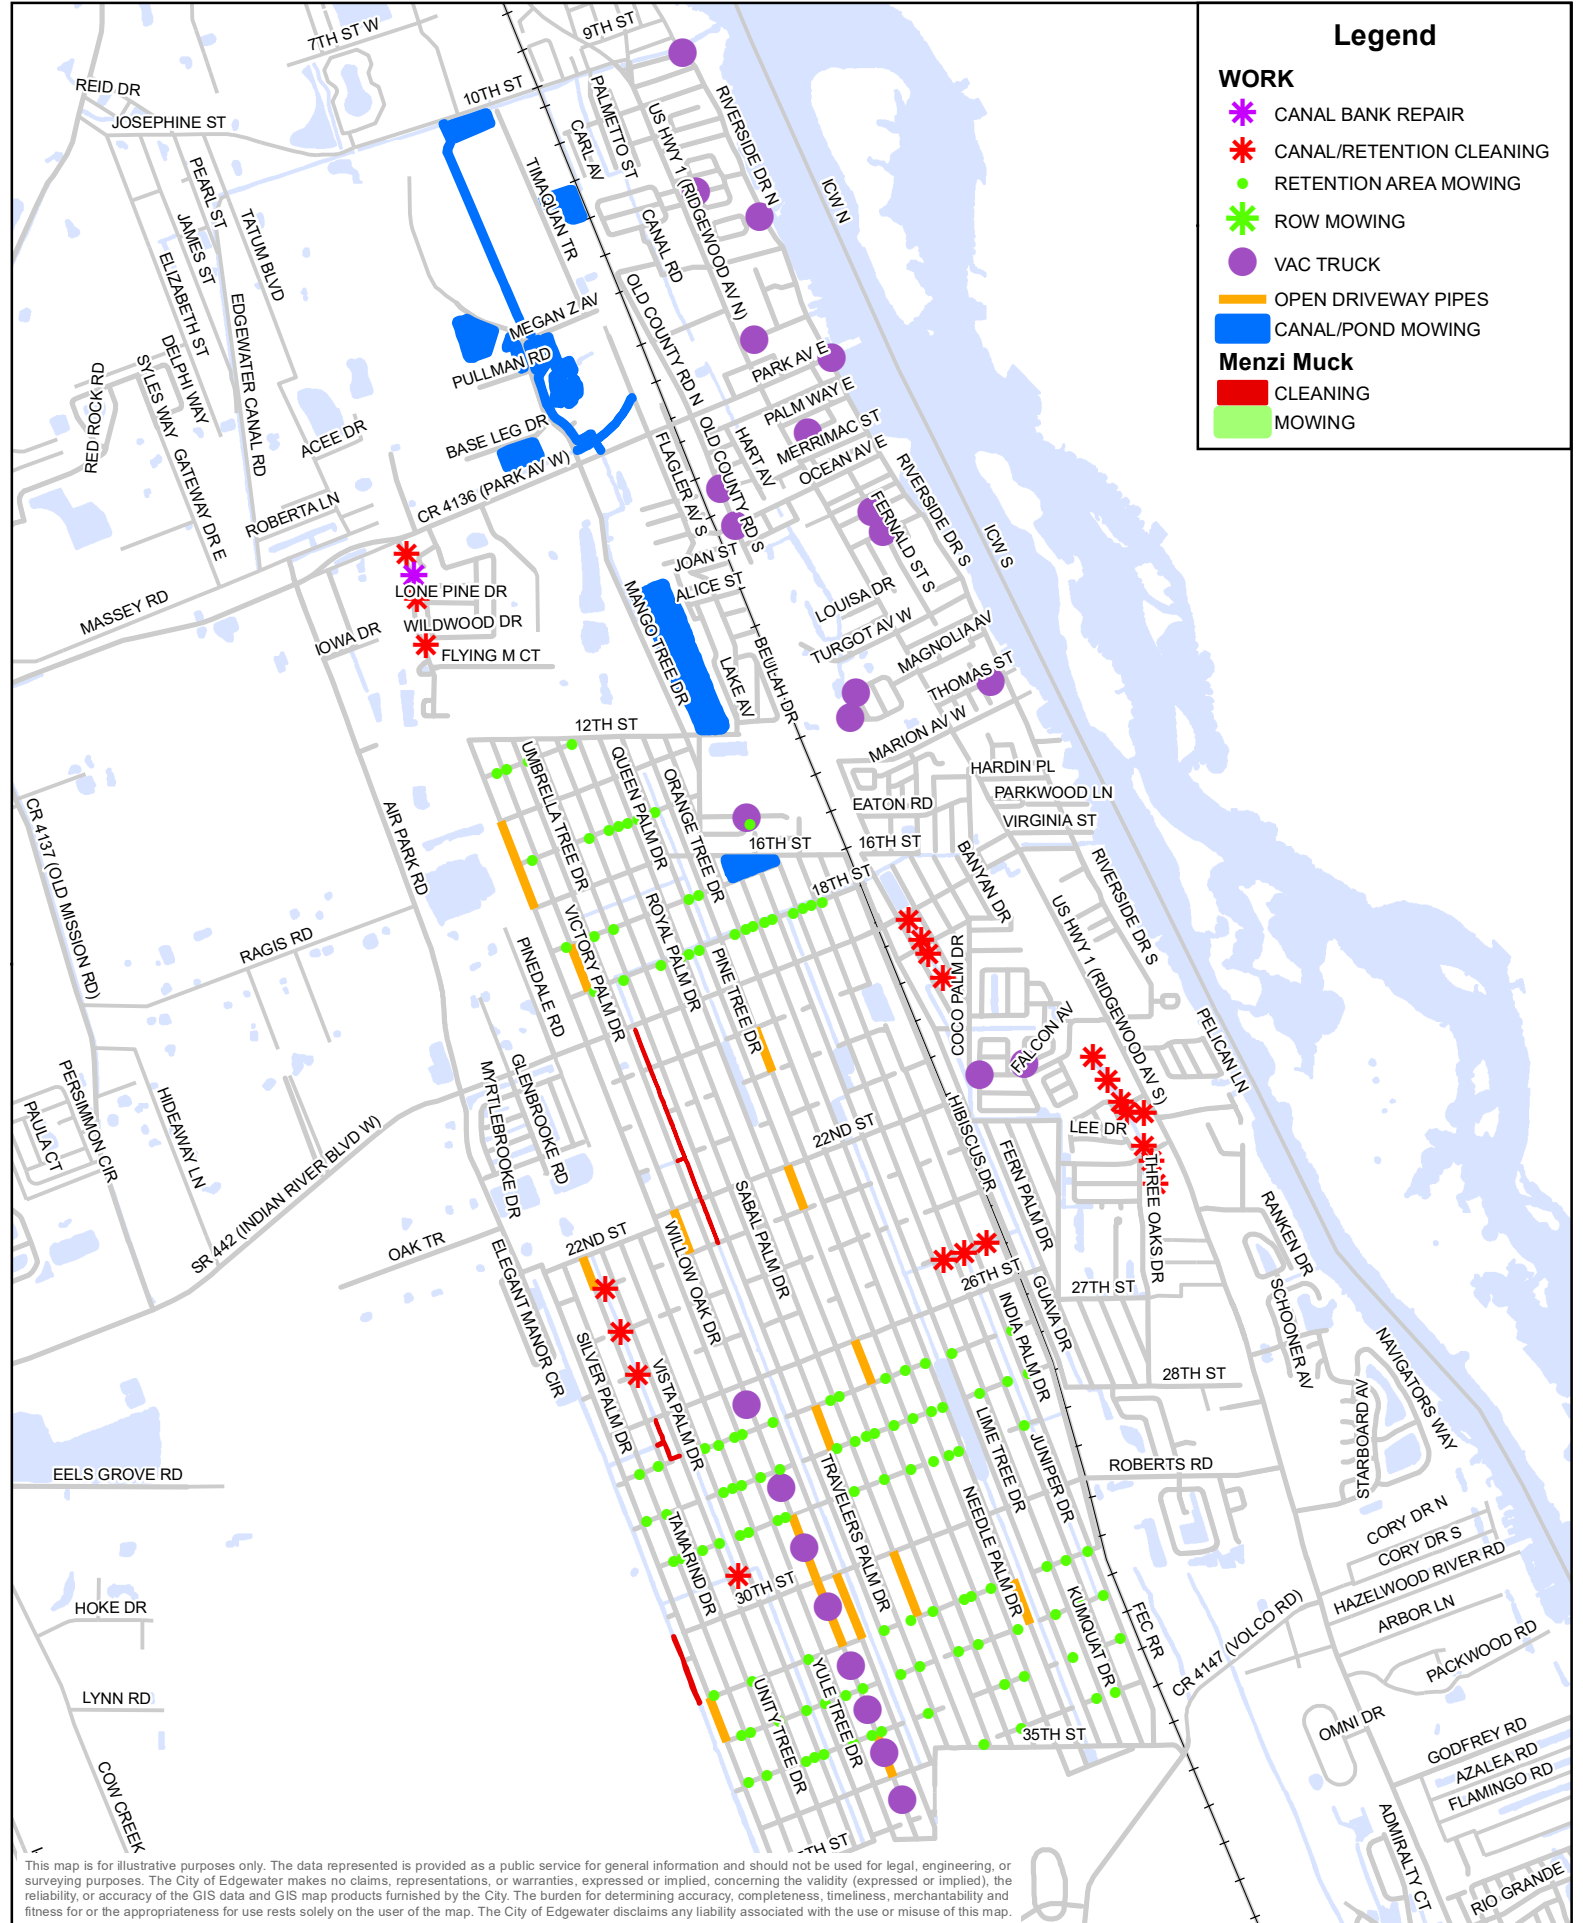 Legend
WORK
CANAL BANK REPAIR
CANAL/RETENTION CLEANING
RETENTION AREA MOWING
ROW MOWING
VAC TRUCK
OPEN DRIVEWAY PIPES
CANAL/POND MOWING
Menzi Muck
CLEANING
MOWING
7TH ST W
9TH ST
REID DR
10TH ST
JOSEPHINE ST
PALMETTO ST
CARL AV
US HWY 1 (RIDGEWOOD AV N)
RIVERSIDE DR N
ICW N
PEARL ST
JAMES ST
TATUM BLVD
TIMAQUAN TR
CANAL RD
ELIZABETH ST
EDGEWATER CANAL RD
OLD COUNTY RD N
MEGAN Z AV
PULLMAN RD
DELPHI WAY
SYLES WAY
RED ROCK RD
PARK AV E
PALM WAY E
MERRIMAC ST
OCEAN AV E
HART AV
OLD COUNTY RD S
FLAGLER AV S
BASE LEG DR
CR 4136 (PARK AV W)
ACEE DR
GATEWAY DR E
ROBERTA LN
RIVERSIDE DR S
FERNALD ST S
ICW S
JOAN ST
ALICE ST
LONE PINE DR
WILDWOOD DR
FLYING M CT
MASSEY RD
IOWA DR
MANGO TREE DR
LAKE AV
BEULAH DR
LOUISA DR
TURGOT AV W
MAGNOLIA AV
THOMAS ST
MARION AV W
12TH ST
HARDIN PL
PARKWOOD LN
VIRGINIA ST
EATON RD
16TH ST
16TH ST
18TH ST
UMBRELLA TREE DR
QUEEN PALM DR
ORANGE TREE DR
AIR PARK RD
CR 4137 (OLD MISSION RD)
BANYAN DR
RIVERSIDE DR S
US HWY 1 (RIDGEWOOD AV S)
RAGIS RD
PINEDALE RD
VICTORY PALM DR
ROYAL PALM DR
PINE TREE DR
COCO PALM DR
FALCON AV
PELICAN LN
PERSIMMON CIR
PAULA CT
HIDEAWAY LN
MYRTLEBROOKE DR
GLENBROOKE RD
SR 442 (INDIAN RIVER BLVD W)
22ND ST
HIBISCUS DR
LEE DR
THREE OAKS DR
FERN PALM DR
SABAL PALM DR
WILLOW OAK DR
OAK TR
22ND ST
ELEGANT MANOR CIR
26TH ST
27TH ST
RANKEN DR
SCHOONER AV
GUAVA DR
INDIA PALM DR
28TH ST
NAVIGATORS WAY
STARBOARD AV
SILVER PALM DR
VISTA PALM DR
EELS GROVE RD
ROBERTS RD
LIME TREE DR
JUNIPER DR
TRAVELERS PALM DR
NEEDLE PALM DR
CORY DR N
CORY DR S
HAZELWOOD RIVER RD
ARBOR LN
PACKWOOD RD
TAMARIND DR
30TH ST
HOKE DR
KUMQUAT DR
FEC RR
CR 4147 (VOLCO RD)
LYNN RD
UNITY TREE DR
YULE TREE DR
35TH ST
OMNI DR
GODFREY RD
AZALEA RD
FLAMINGO RD
COW CREEK
ADMIRALTY CT
RIO GRANDE
TH ST
This map is for illustrative purposes only. The data represented is provided as a public service for general information and should not be used for legal, engineering, or
surveying purposes. The City of Edgewater makes no claims, representations, or warranties, expressed or implied, concerning the validity (expressed or implied), the
reliability, or accuracy of the GIS data and GIS map products furnished by the City. The burden for determining accuracy, completeness, timeliness, merchantability and
fitness for or the appropriateness for use rests solely on the user of the map. The City of Edgewater disclaims any liability associated with the use or misuse of this map.